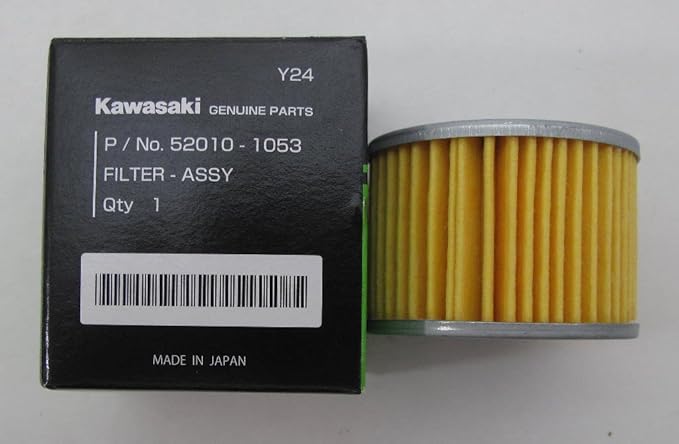 Y24
Kawasaki GENUINE PARTS
P / No. 52010 - 1053
FILTER - ASSY
Qty 1
MADE IN JAPAN